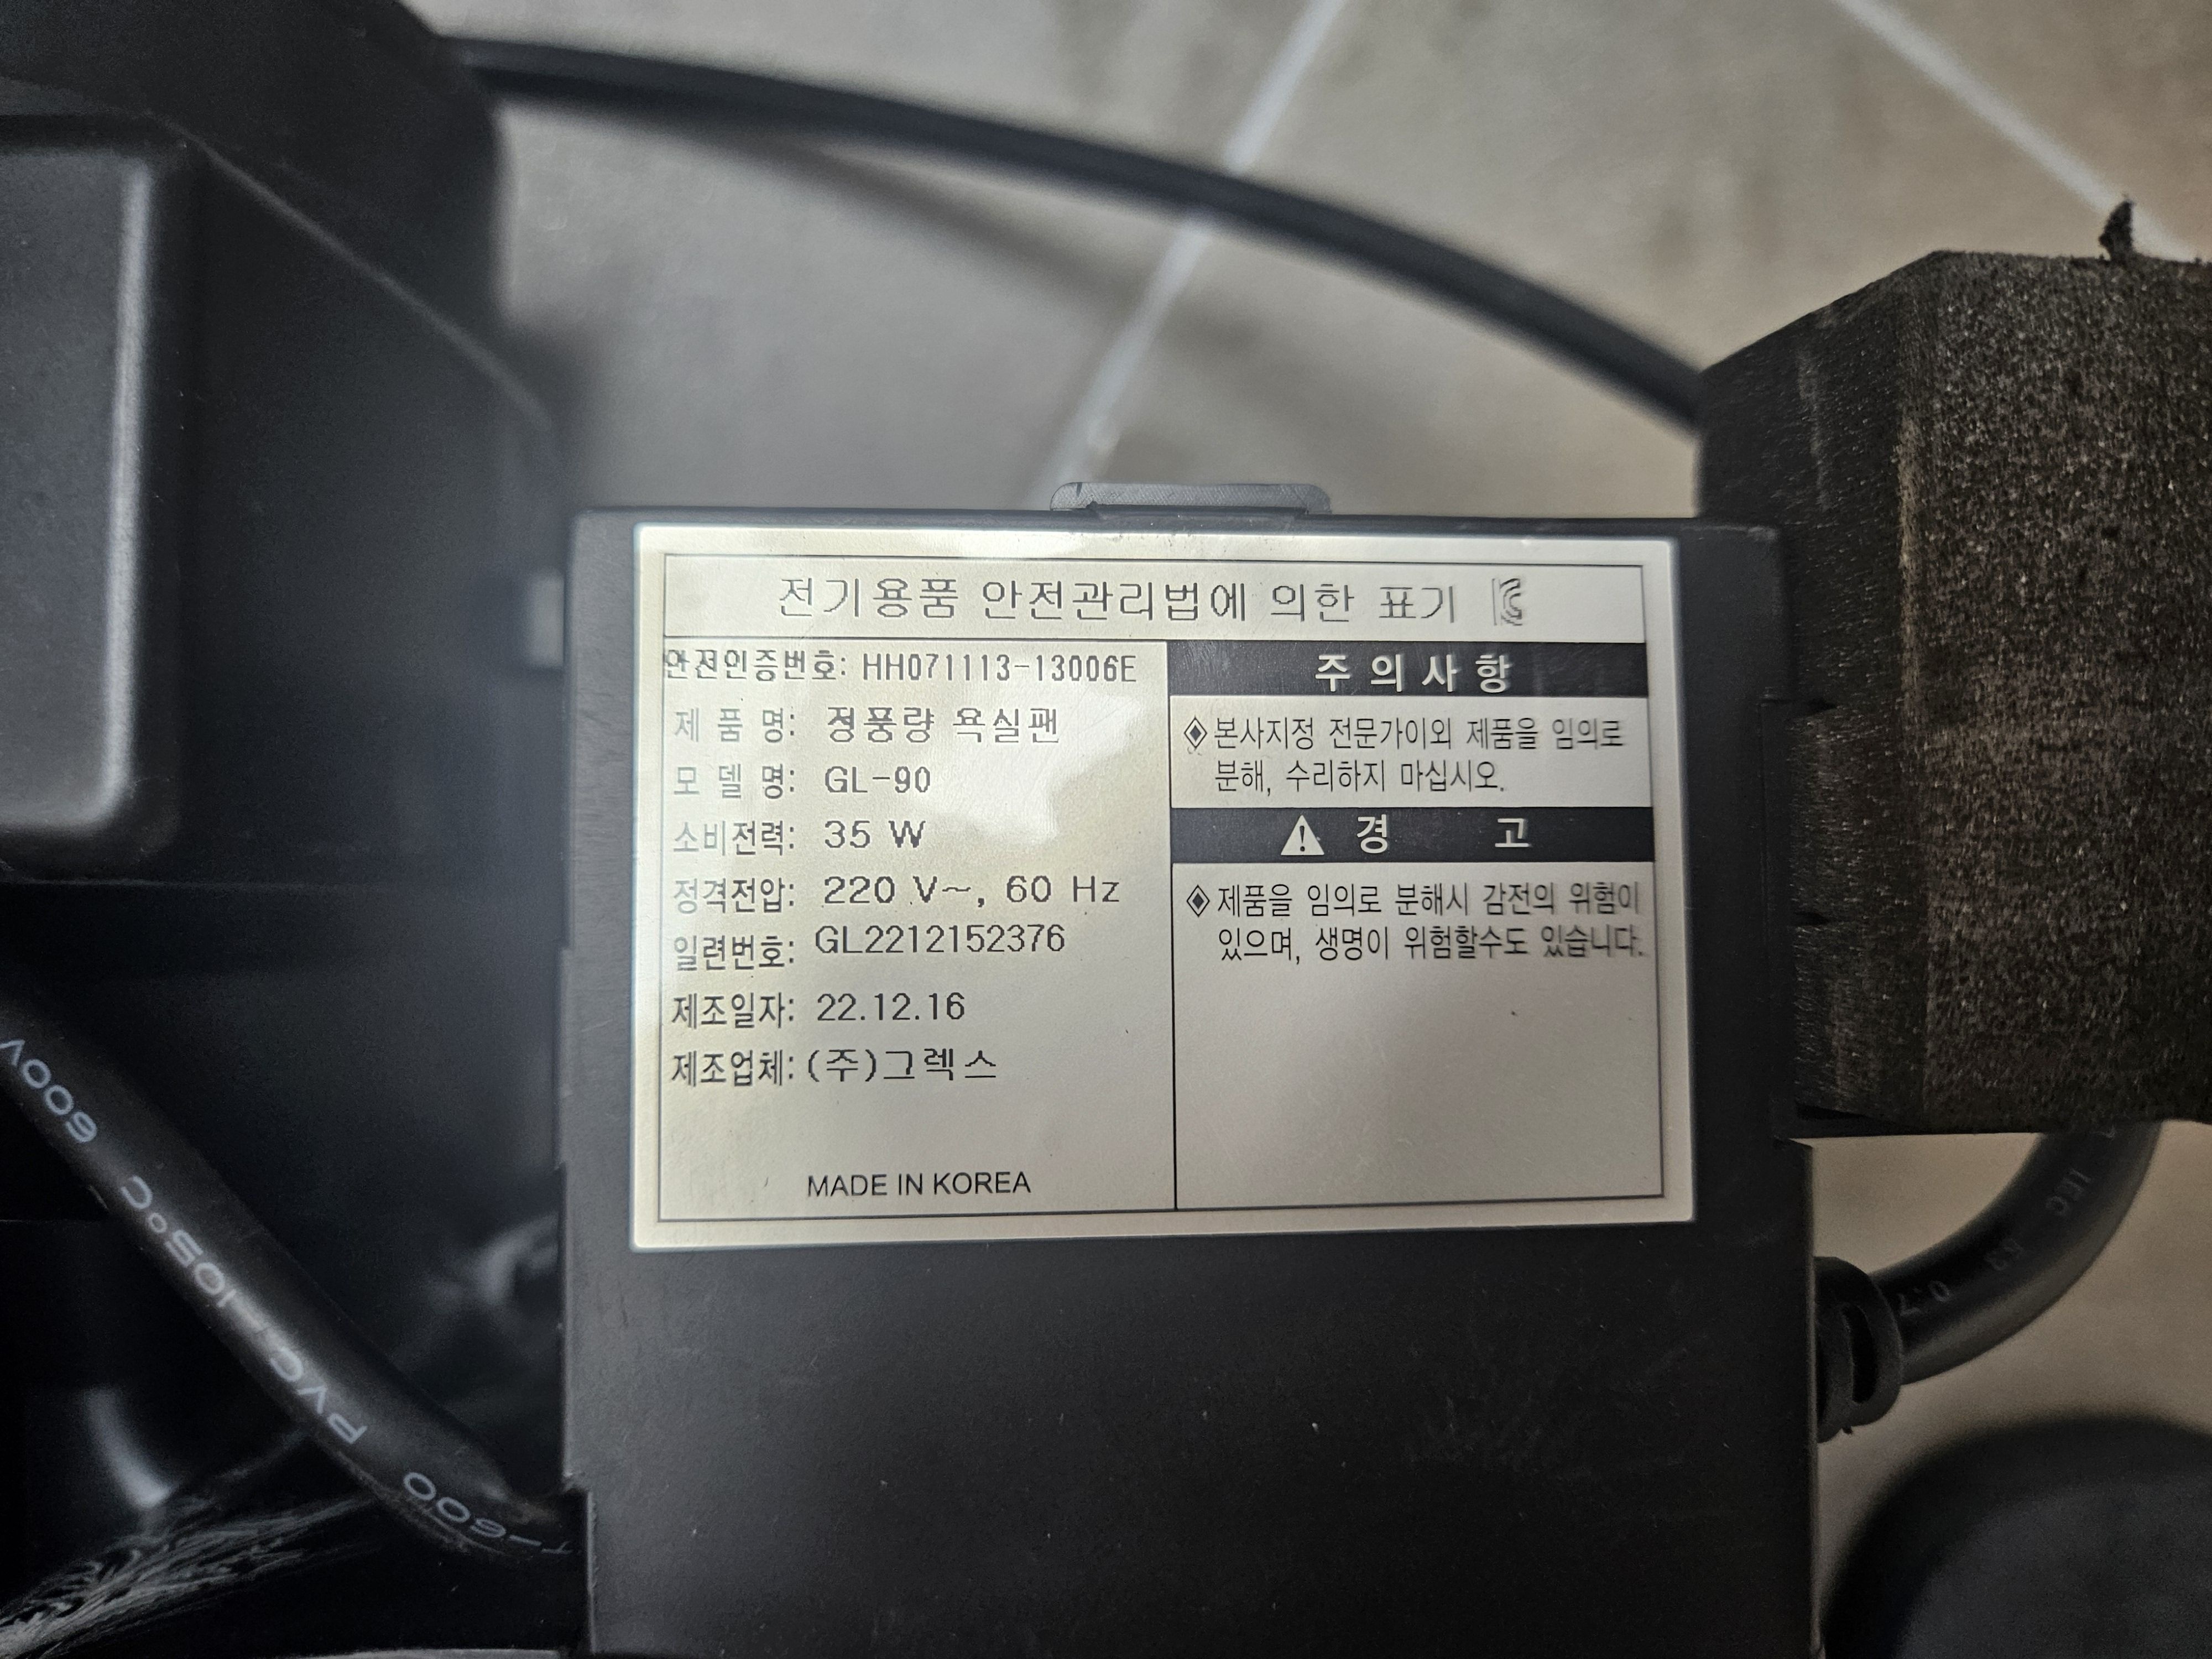 전기용품 안전관리법에 의한 표기
안전인증번호: HH071113-13006E
제 품 명: 정풍량 욕실팬
모 델 명: GL-90
소비전력: 35 W
정격전압: 220 V~, 60 Hz
일련번호: GL2212152376
제조일자: 22.12.16
제조업체: (주)그렉스
MADE IN KOREA
주 의 사 항
본사지정 전문가이외 제품을 임의로
분해, 수리하지 마십시오.
경 고
제품을 임의로 분해시 감전의 위험이
있으며, 생명이 위험할수도 있습니다.
600V 105°C PVC
IEC 53